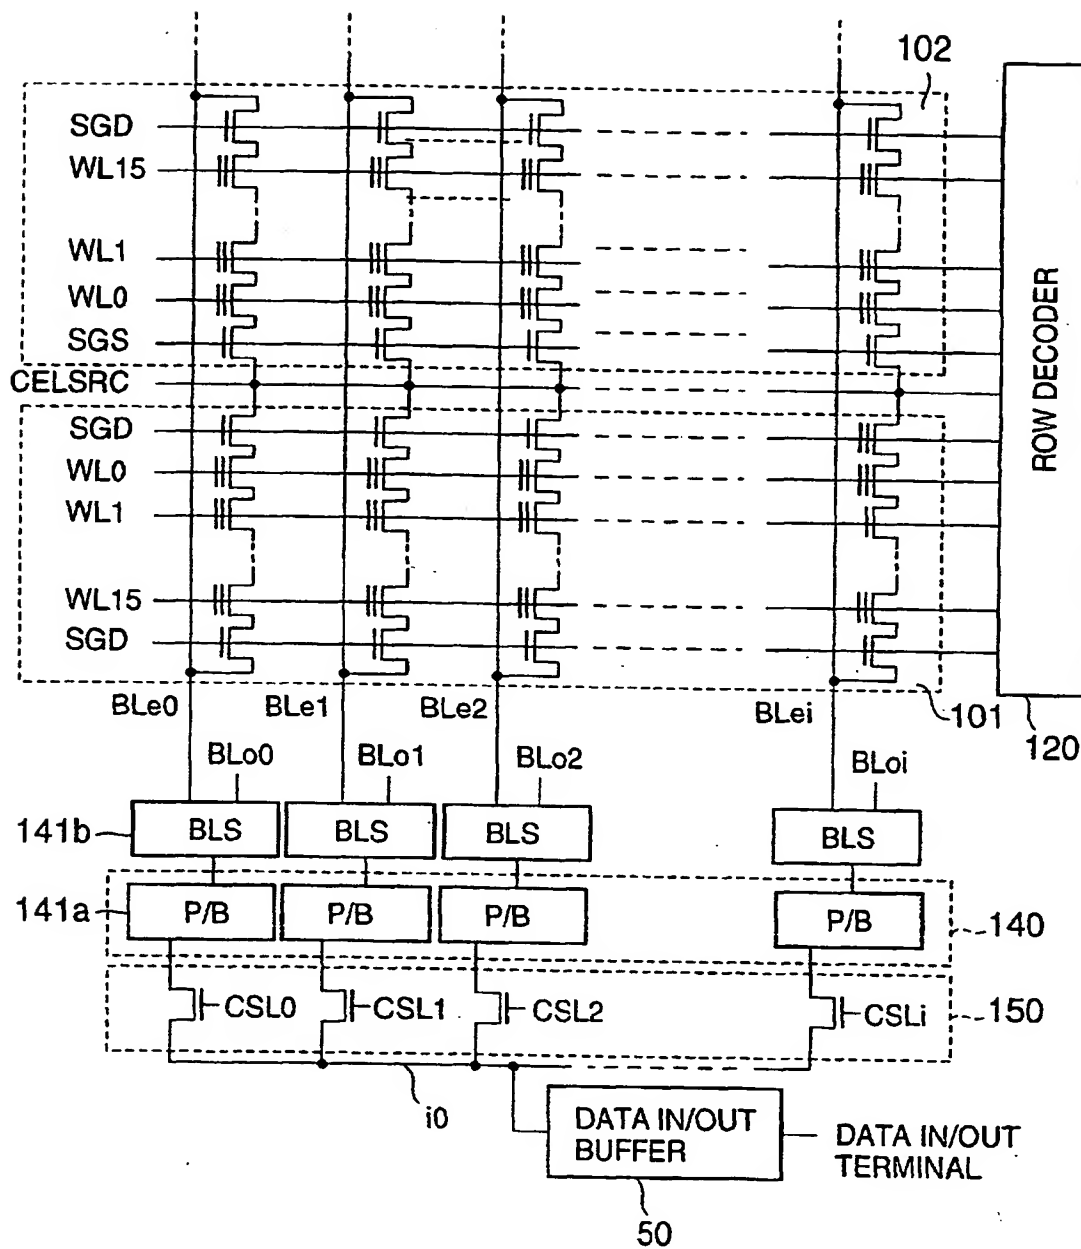 102
SGD
WL15
WL1
WL0
SGS
CELSRC
SGD
WL0
WL1
WL15
SGD
ROW DECODER
BLe0
BLe1
BLe2
BLei
101
120
BLo0
BLo1
BLo2
BLoi
141b
BLS
BLS
BLS
BLS
141a
P/B
P/B
P/B
P/B
140
CSL0
CSL1
CSL2
CSLi
150
i0
DATA IN/OUT
BUFFER
DATA IN/OUT
TERMINAL
50